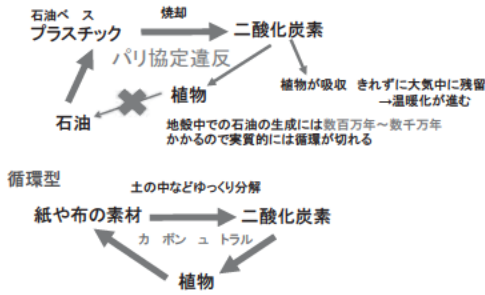 石油ベ ス
プラスチック
焼却
二酸化炭素
パリ協定違反
植物が吸収 きれずに大気中に残留
→温暖化が進む
植物
石油
地殻中での石油の生成には数百万年～数千万年
かかるので実質的には循環が切れる
循環型
土の中などゆっくり分解
紙や布の素材
二酸化炭素
カ ボン ュ トラル
植物